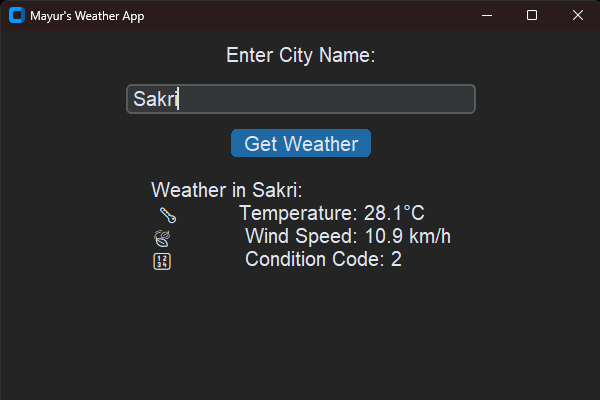 Mayur's Weather App
Enter City Name:
Sakri
Get Weather
Weather in Sakri:
🌡 Temperature: 28.1°C
🍃 Wind Speed: 10.9 km/h
🔢 Condition Code: 2